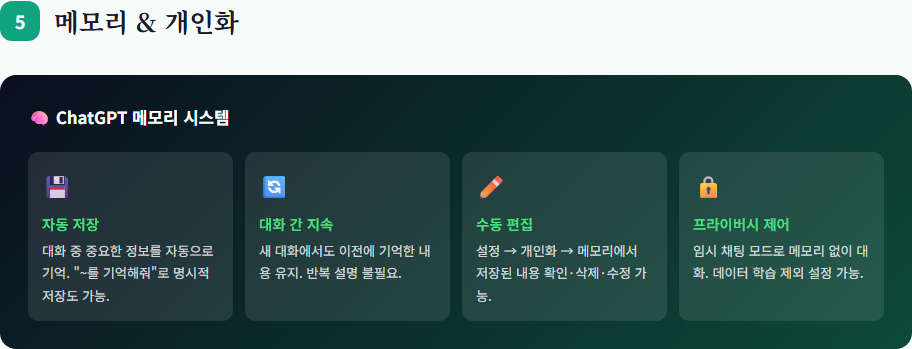 5 메모리 & 개인화
ChatGPT 메모리 시스템
자동 저장
대화 중 중요한 정보를 자동으로
기억. "~를 기억해줘"로 명시적
저장도 가능.
대화 간 지속
새 대화에서도 이전에 기억한 내
용 유지. 반복 설명 불필요.
수동 편집
설정 → 개인화 → 메모리에서
저장된 내용 확인·삭제·수정 가
능.
프라이버시 제어
임시 채팅 모드로 메모리 없이 대
화. 데이터 학습 제외 설정 가능.